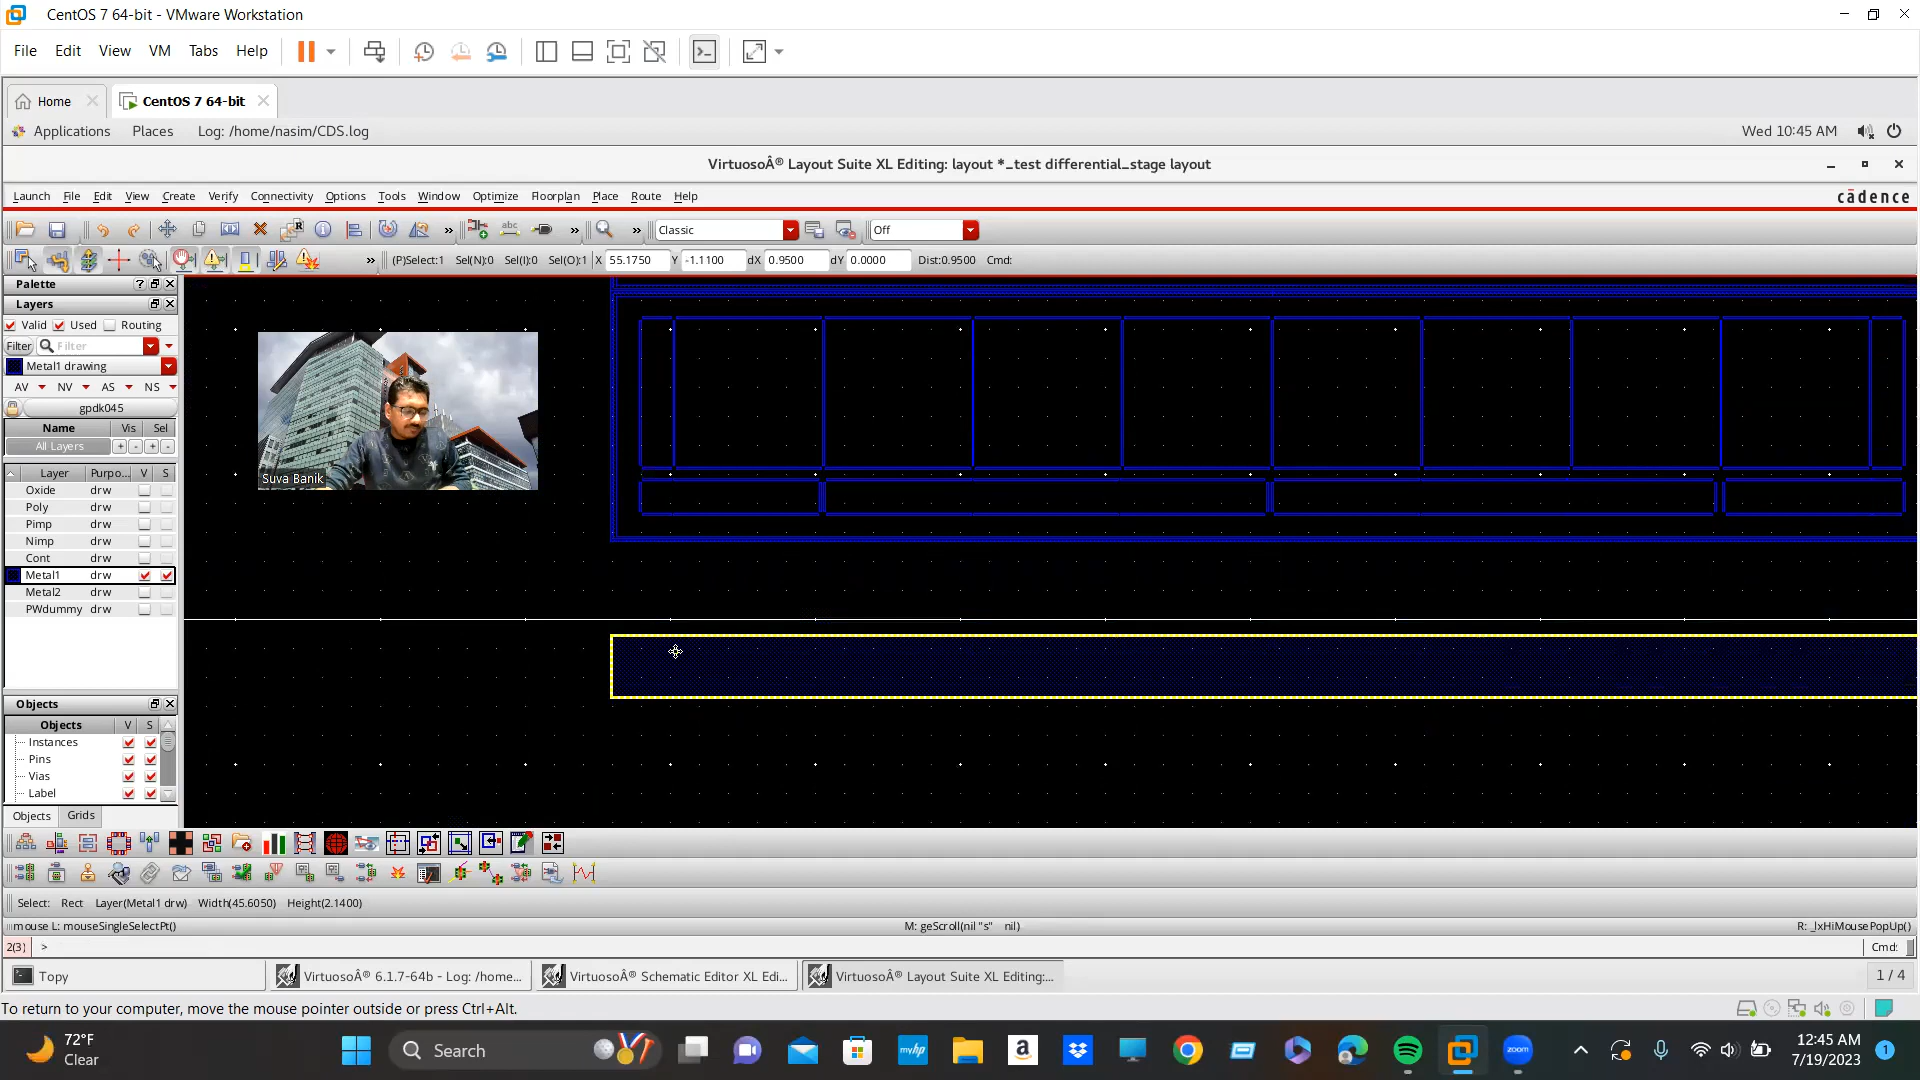 CentOS 7 64-bit - VMware Workstation
File Edit View VM Tabs Help
Home CentOS 7 64-bit
Applications Places Log: /home/nasim/CDS.log Wed 10:45 AM
VirtuosoÂ® Layout Suite XL Editing: layout *_test differential_stage layout
Launch File Edit View Create Verify Connectivity Options Tools Window Optimize Floorplan Place Route Help cādence
abc » » » Classic Off
» (P)Select:1 Sel(N):0 Sel(I):0 Sel(O):1 X 55.1750 Y -1.1100 dX 0.9500 dY 0.0000 Dist:0.9500 Cmd:
Palette ?
Layers
Valid Used Routing
Filter Filter
Metal1 drawing
AV NV AS NS
gpdk045
Name Vis Sel
All Layers + - + -
Layer Purpo... V S
Oxide drw
Poly drw
Pimp drw
Nimp drw
Cont drw
Metal1 drw
Metal2 drw
PWdummy drw
Suva Banik
Objects
Objects V S
Instances
Pins
Vias
Label
Objects Grids
Select: Rect Layer(Metal1 drw) Width(45.6050) Height(2.1400)
mouse L: mouseSingleSelectPt() M: geScroll(nil "s" nil) R: _lxHiMousePopUp()
2(3) > Cmd:
Topy VirtuosoÂ® 6.1.7-64b - Log: /home... VirtuosoÂ® Schematic Editor XL Edi... VirtuosoÂ® Layout Suite XL Editing:... 1 / 4
To return to your computer, move the mouse pointer outside or press Ctrl+Alt.
72°F
Clear
Search
myhp
a
zoom
12:45 AM
7/19/2023
1